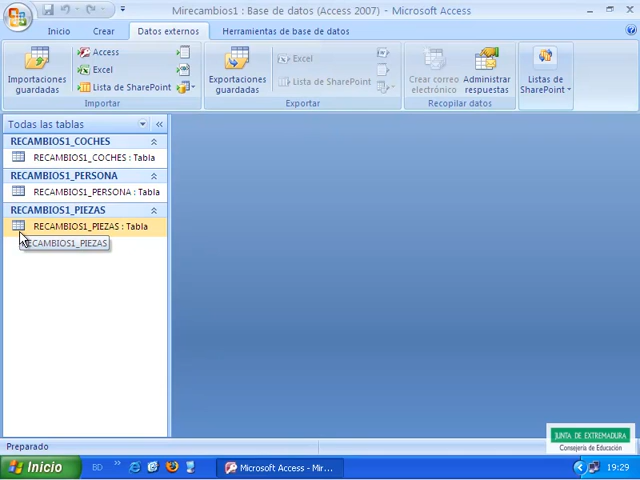 Mirecambios1 : Base de datos (Access 2007) - Microsoft Access
Inicio
Crear
Datos externos
Herramientas de base de datos
Importaciones guardadas
Access
Excel
Lista de SharePoint
Importar
Exportaciones guardadas
Excel
Lista de SharePoint
Exportar
Crear correo electrónico
Administrar respuestas
Recopilar datos
Listas de SharePoint
Todas las tablas
RECAMBIOS1_COCHES
RECAMBIOS1_COCHES : Tabla
RECAMBIOS1_PERSONA
RECAMBIOS1_PERSONA : Tabla
RECAMBIOS1_PIEZAS
RECAMBIOS1_PIEZAS : Tabla
RECAMBIOS1_PIEZAS
JUNTA DE EXTREMADURA
Consejería de Educación
Preparado
Inicio
BD
Microsoft Access - Mir...
19:29